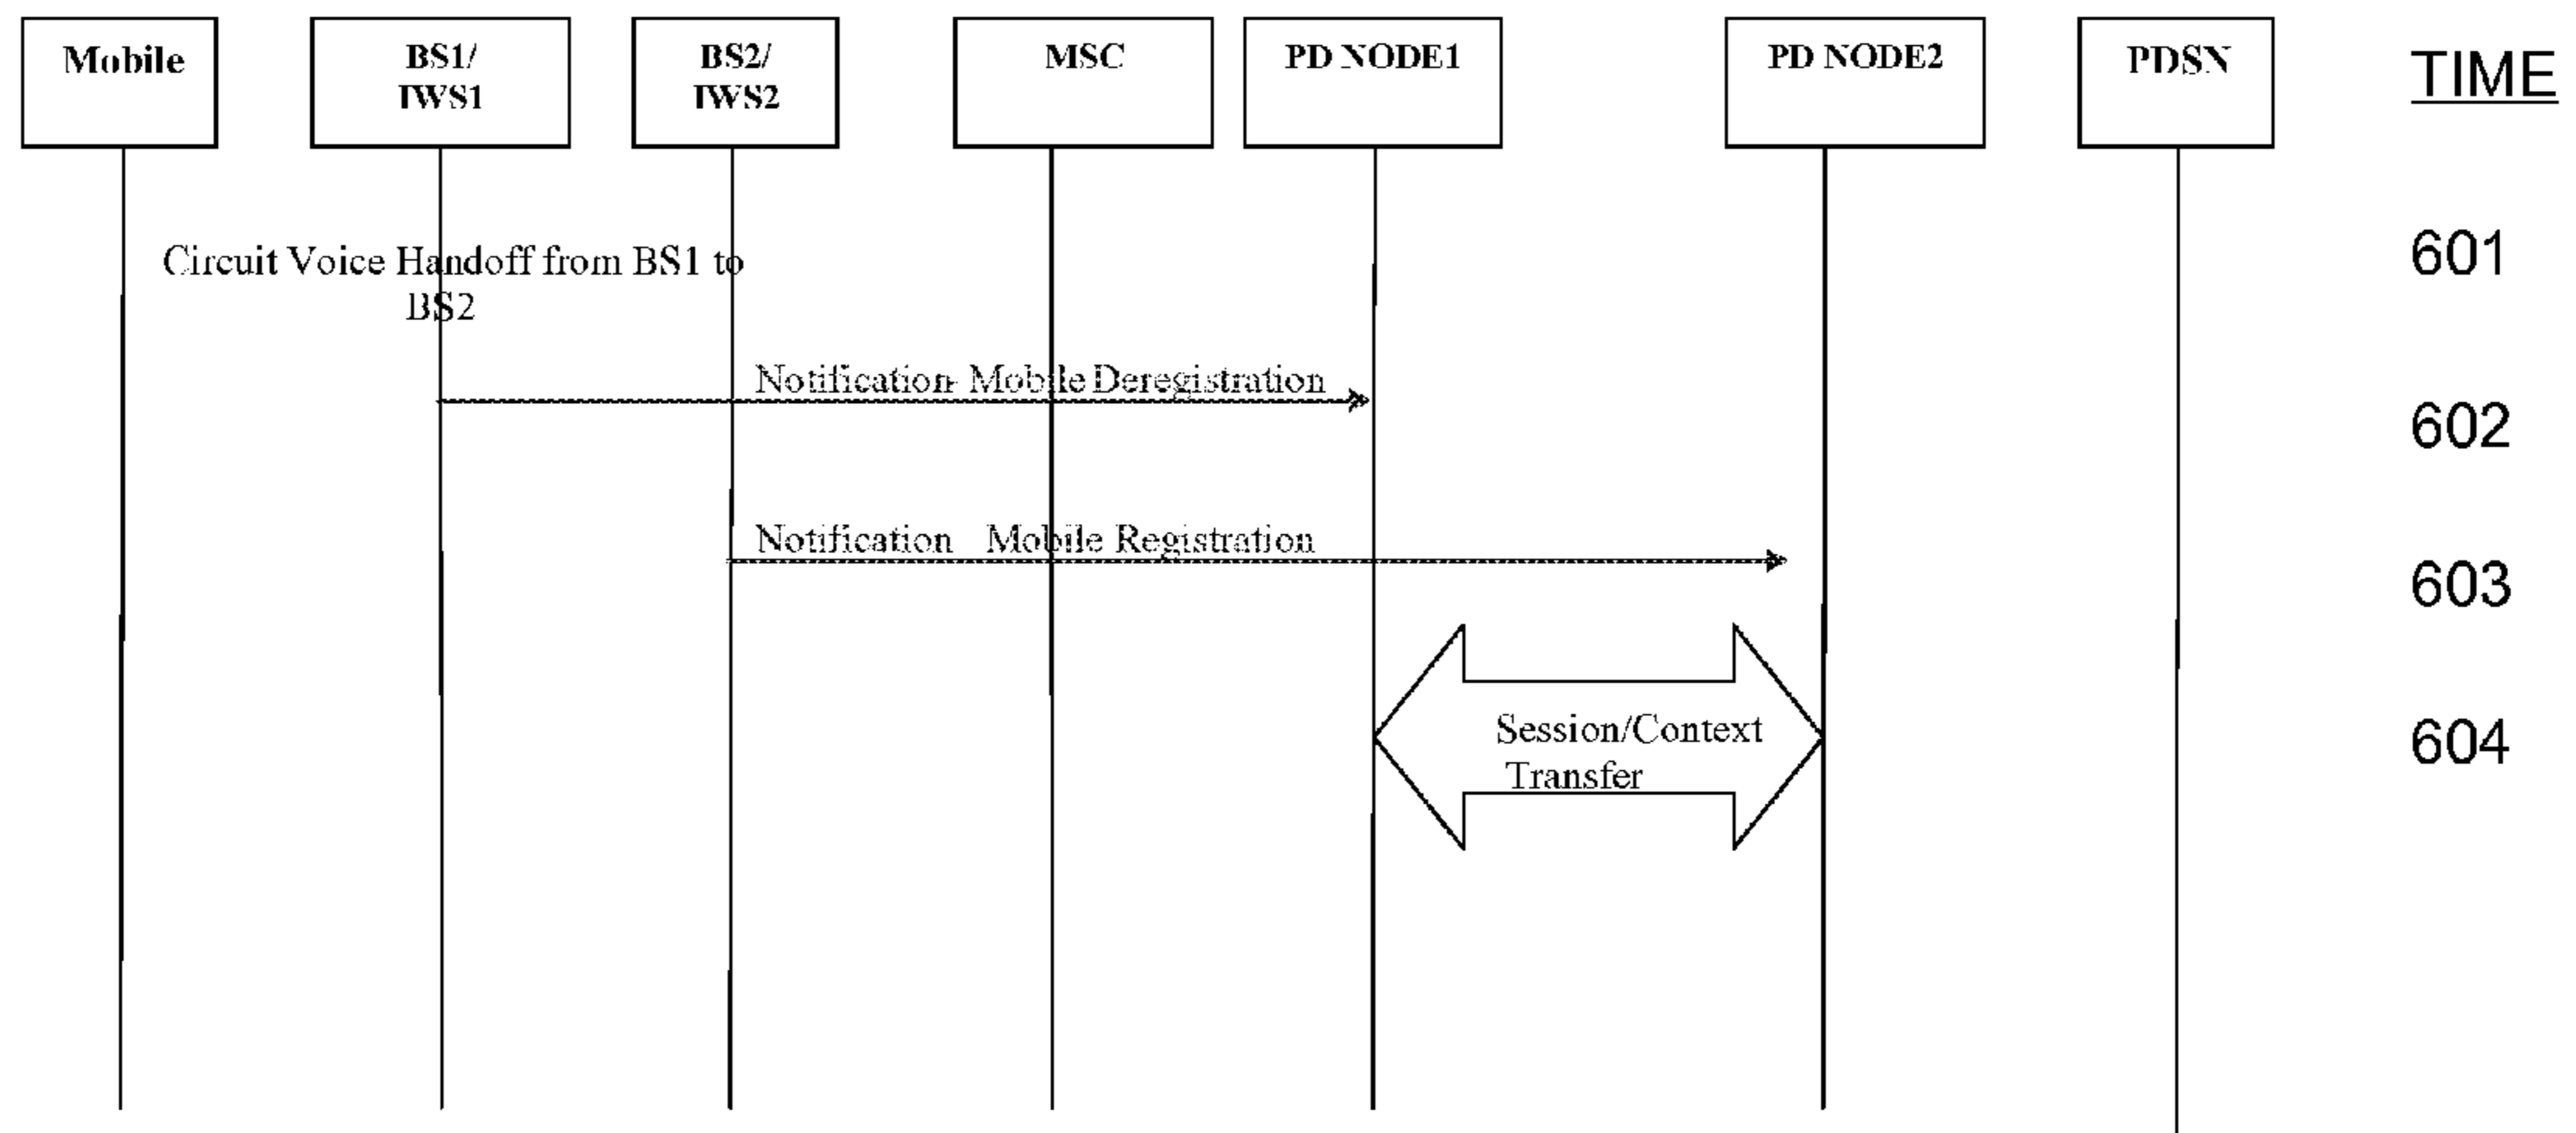 Mobile
BS1/
IWS1
BS2/
IWS2
MSC
PD NODE1
PD NODE2
PDSN
TIME
Circuit Voice Handoff from BS1 to
BS2
601
Notification- Mobile Deregistration
602
Notification Mobile Registration
603
Session/Context
Transfer
604